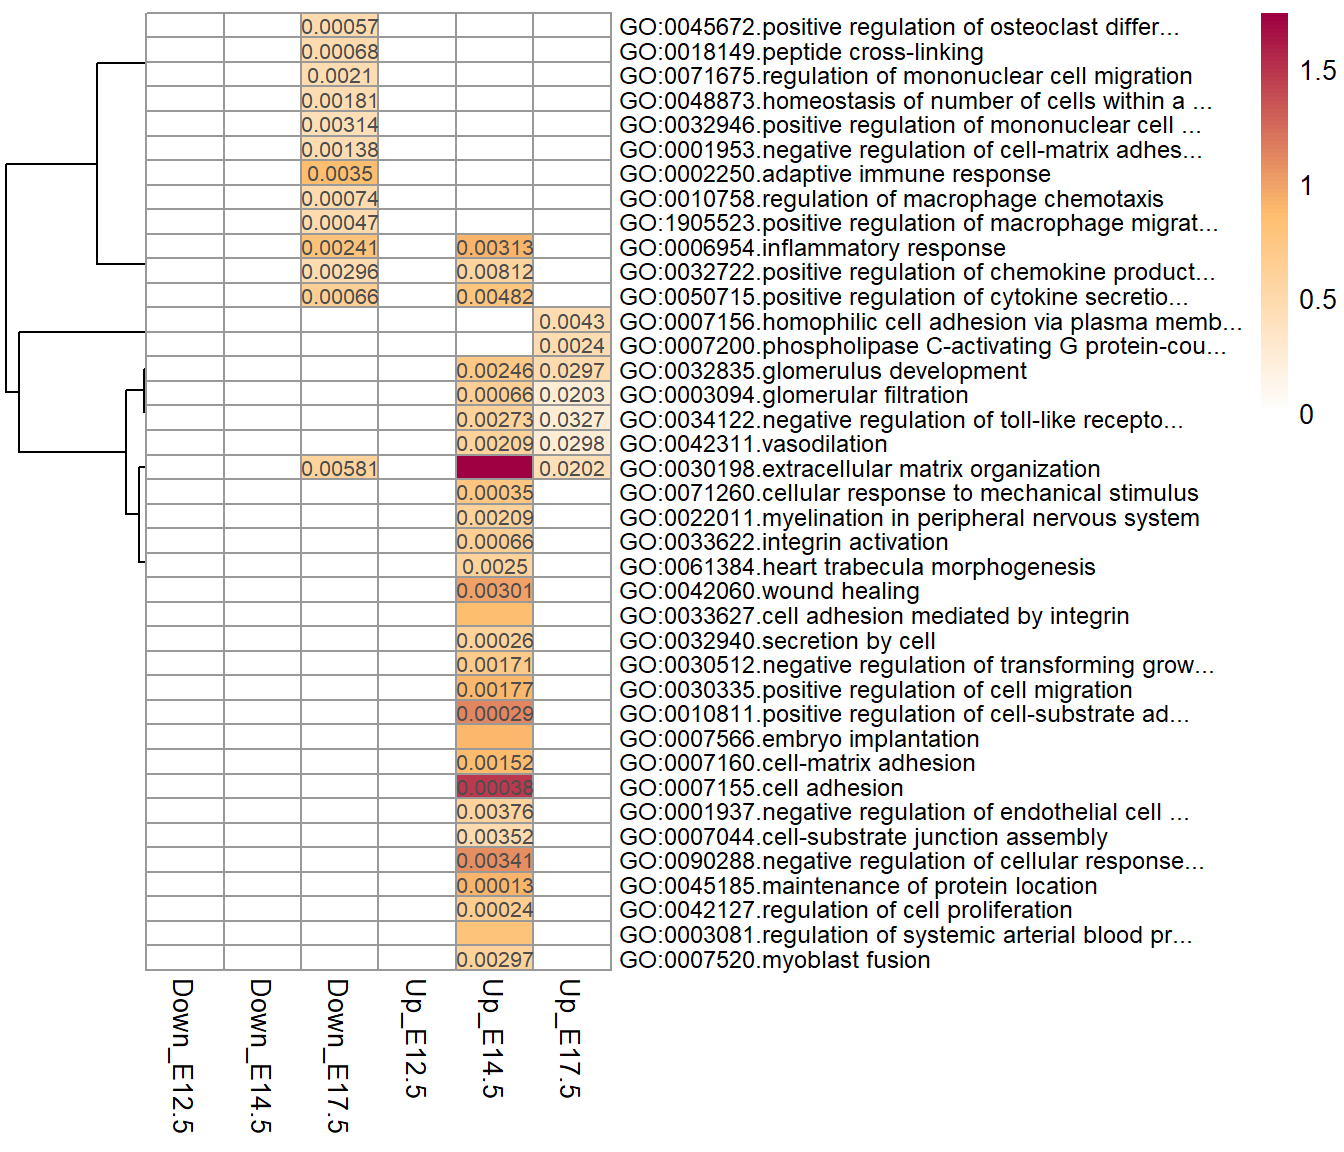 0.00057 GO:0045672.positive regulation of osteoclast differ...
0.00068 GO:0018149.peptide cross-linking
0.0021 GO:0071675.regulation of mononuclear cell migration
0.00181 GO:0048873.homeostasis of number of cells within a ...
0.00314 GO:0032946.positive regulation of mononuclear cell ...
0.00138 GO:0001953.negative regulation of cell-matrix adhes...
0.0035 GO:0002250.adaptive immune response
0.00074 GO:0010758.regulation of macrophage chemotaxis
0.00047 GO:1905523.positive regulation of macrophage migrat...
0.00241 0.00313 GO:0006954.inflammatory response
0.00296 0.00812 GO:0032722.positive regulation of chemokine product...
0.00066 0.00482 GO:0050715.positive regulation of cytokine secretio...
0.0043 GO:0007156.homophilic cell adhesion via plasma memb...
0.0024 GO:0007200.phospholipase C-activating G protein-cou...
0.00246 0.0297 GO:0032835.glomerulus development
0.00066 0.0203 GO:0003094.glomerular filtration
0.00273 0.0327 GO:0034122.negative regulation of toll-like recepto...
0.00209 0.0298 GO:0042311.vasodilation
0.00581 0.0202 GO:0030198.extracellular matrix organization
0.00035 GO:0071260.cellular response to mechanical stimulus
0.00209 GO:0022011.myelination in peripheral nervous system
0.00066 GO:0033622.integrin activation
0.0025 GO:0061384.heart trabecula morphogenesis
0.00301 GO:0042060.wound healing
GO:0033627.cell adhesion mediated by integrin
0.00026 GO:0032940.secretion by cell
0.00171 GO:0030512.negative regulation of transforming grow...
0.00177 GO:0030335.positive regulation of cell migration
0.00029 GO:0010811.positive regulation of cell-substrate ad...
GO:0007566.embryo implantation
0.00152 GO:0007160.cell-matrix adhesion
0.00038 GO:0007155.cell adhesion
0.00376 GO:0001937.negative regulation of endothelial cell ...
0.00352 GO:0007044.cell-substrate junction assembly
0.00341 GO:0090288.negative regulation of cellular response...
0.00013 GO:0045185.maintenance of protein location
0.00024 GO:0042127.regulation of cell proliferation
GO:0003081.regulation of systemic arterial blood pr...
0.00297 GO:0007520.myoblast fusion
Down_E12.5
Down_E14.5
Down_E17.5
Up_E12.5
Up_E14.5
Up_E17.5
1.5
1
0.5
0